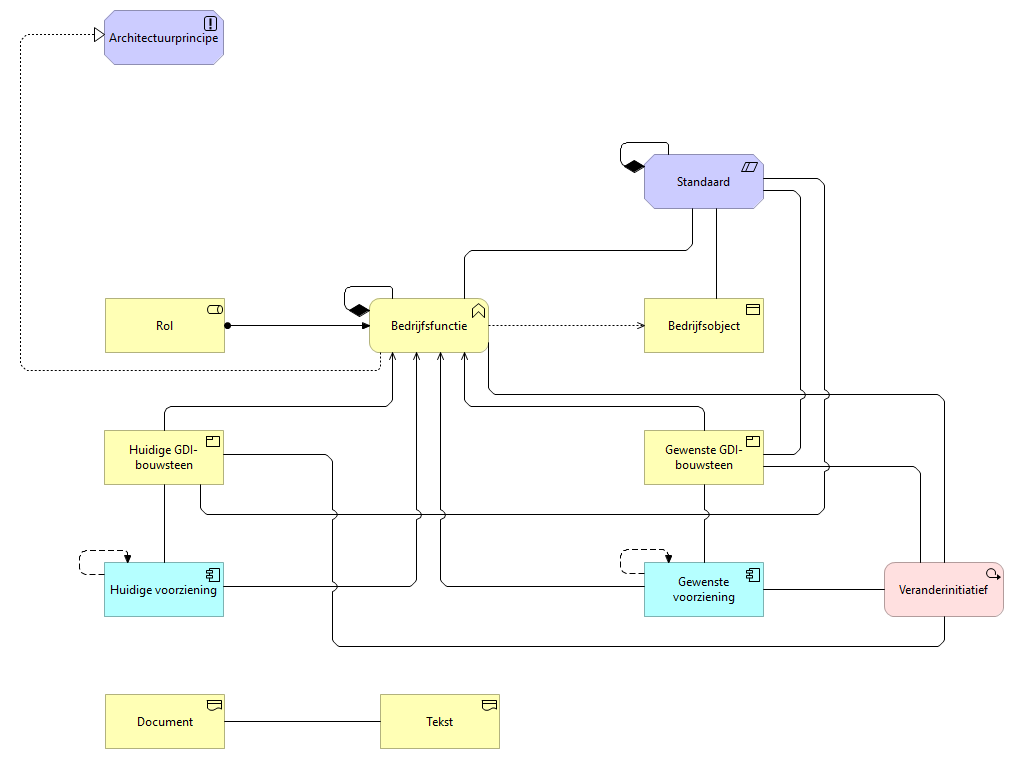 Architectuurprincipe
Standaard
Rol
Bedrijfsfunctie
Bedrijfsobject
Huidige GDI-
bouwsteen
Gewenste GDI-
bouwsteen
Huidige voorziening
Gewenste
voorziening
Veranderinitiatief
Document
Tekst